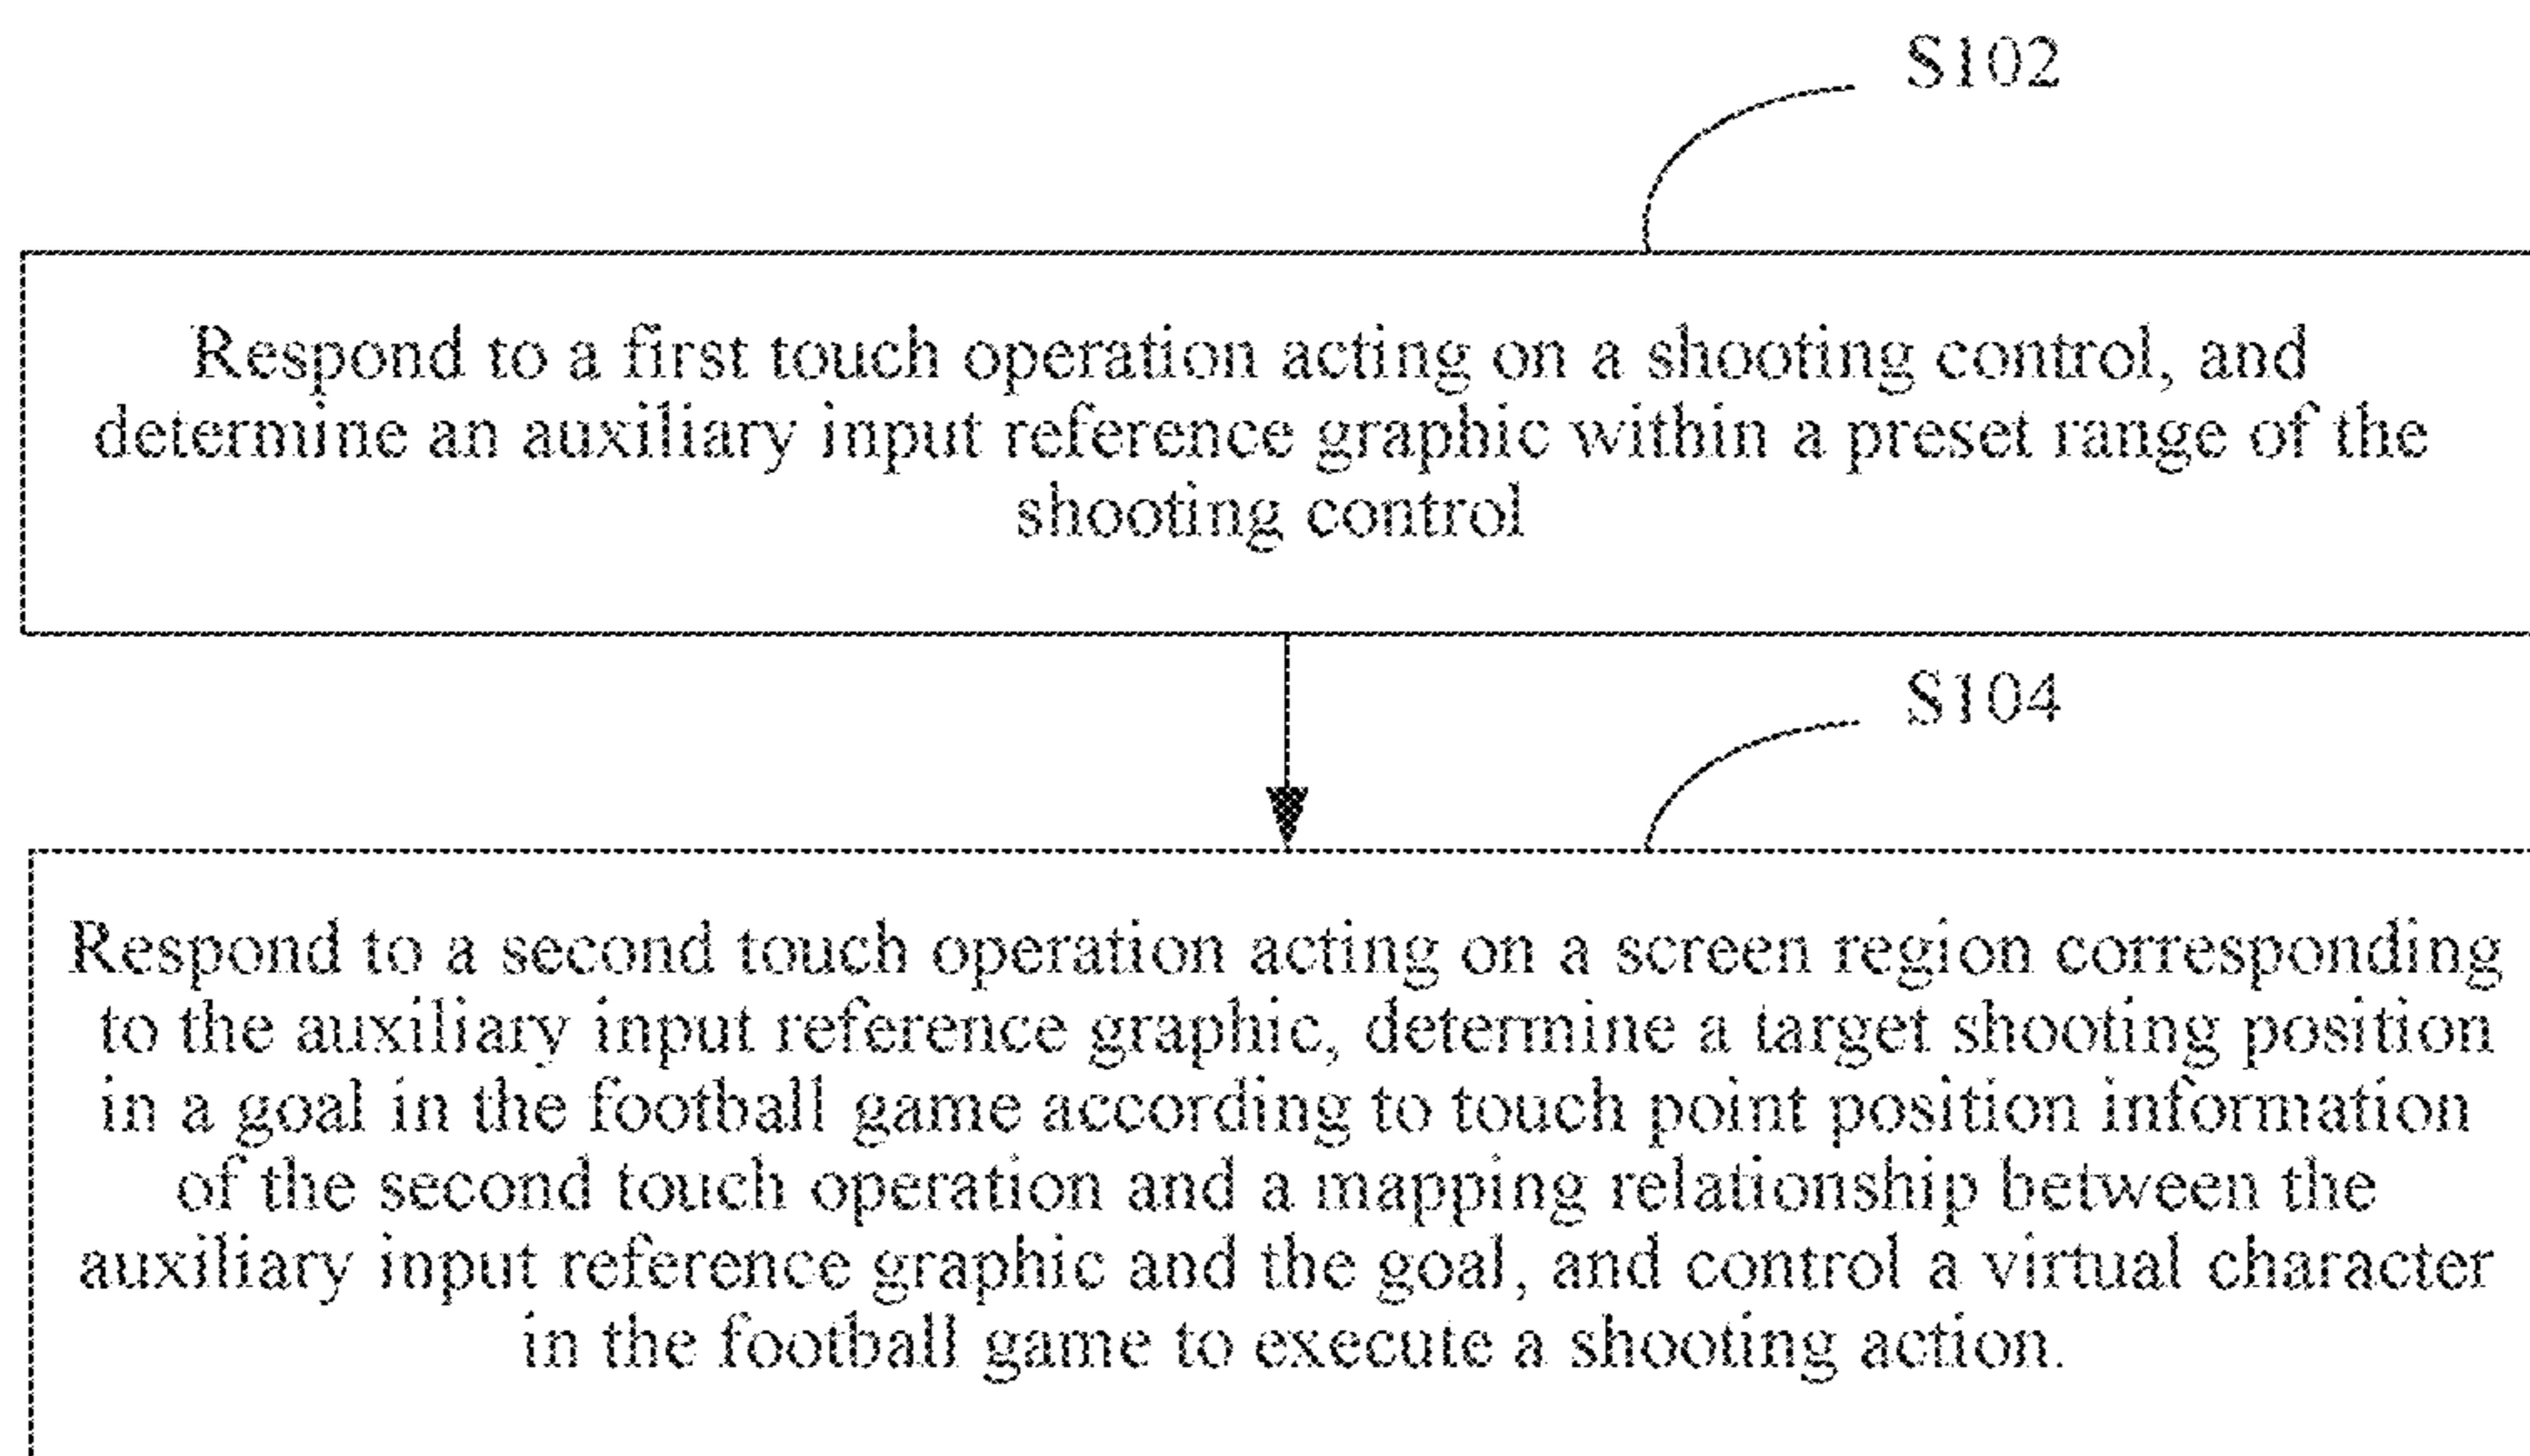 S102
Respond to a first touch operation acting on a shooting control, and
determine an auxiliary input reference graphic within a preset range of the
shooting control
S104
Respond to a second touch operation acting on a screen region corresponding
to the auxiliary input reference graphic, determine a target shooting position
in a goal in the football game according to touch point position information
of the second touch operation and a mapping relationship between the
auxiliary input reference graphic and the goal, and control a virtual character
in the football game to execute a shooting action.